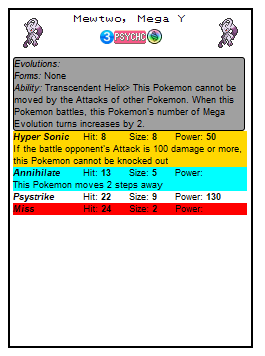 Mewtwo, Mega Y
3 PSYCHC
Evolutions:
Forms: None
Ability: Transcendent Helix> This Pokemon cannot be
moved by the Attacks of other Pokemon. When this
Pokemon battles, this Pokemon's number of Mega
Evolution turns increases by 2.
Hyper Sonic Hit: 8 Size: 8 Power: 50
If the battle opponent's Attack is 100 damage or more,
this Pokemon cannot be knocked out
Annihilate Hit: 13 Size: 5 Power:
This Pokemon moves 2 steps away
Psystrike Hit: 22 Size: 9 Power: 130
Miss Hit: 24 Size: 2 Power: